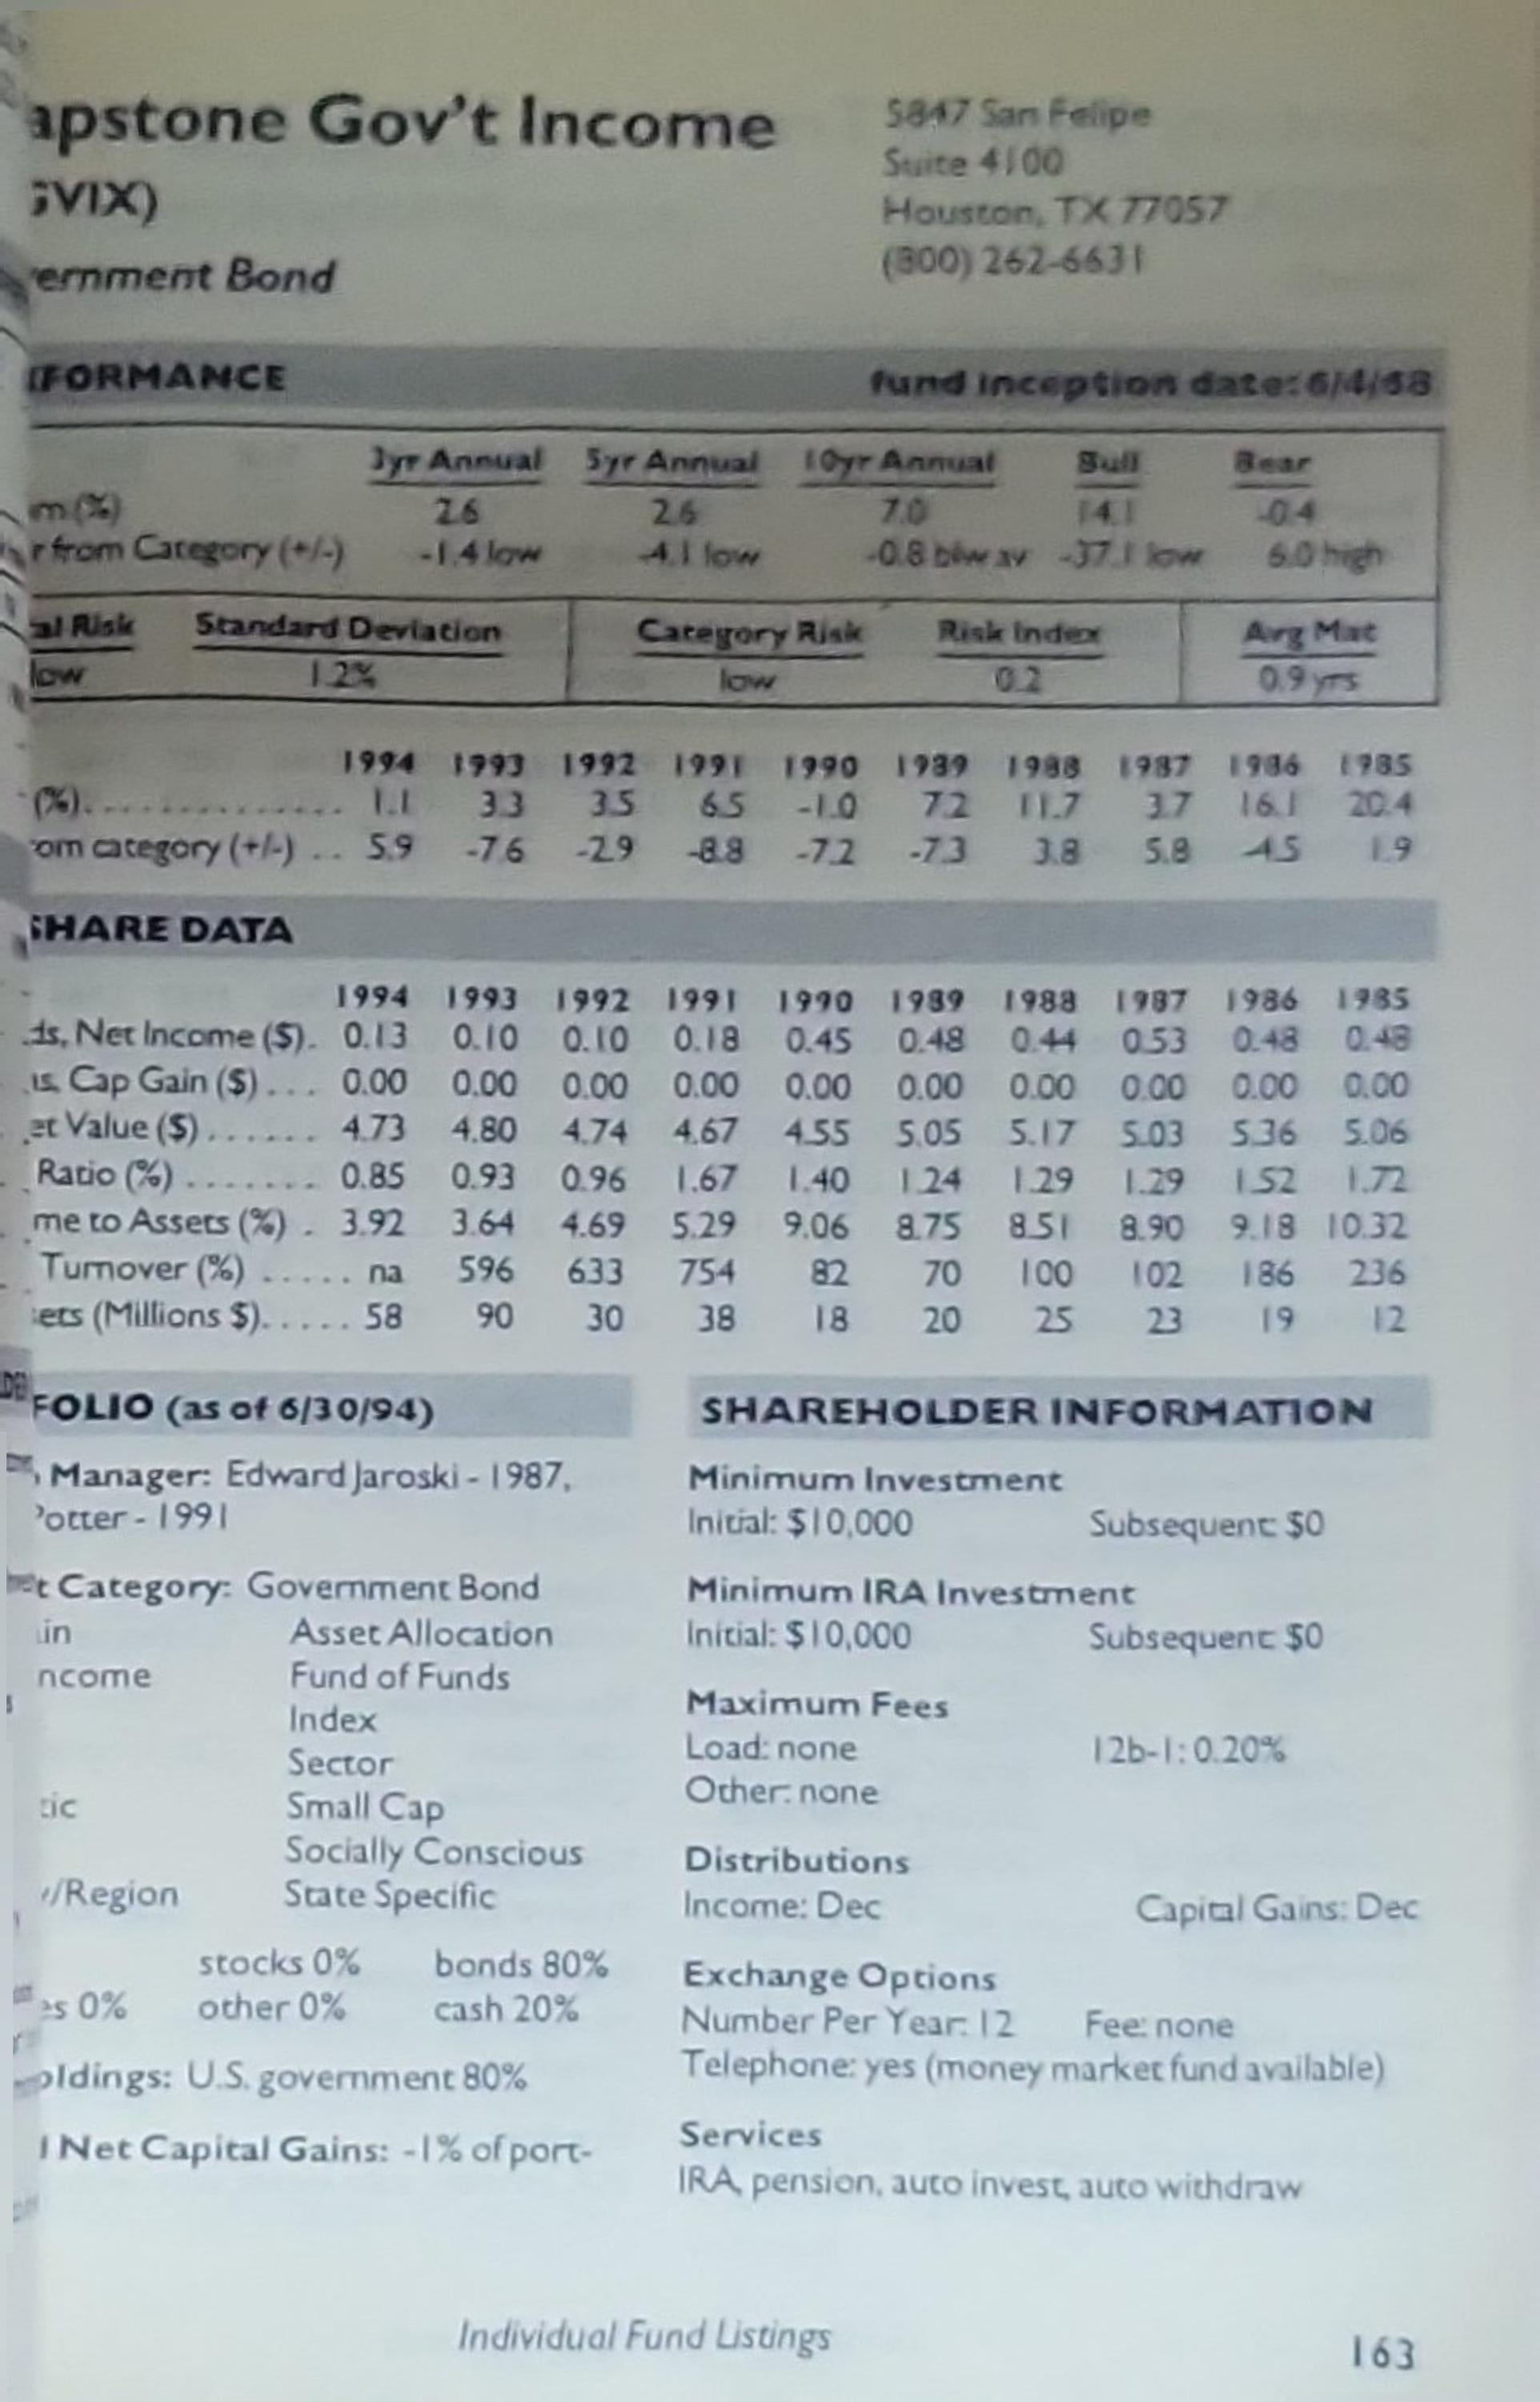 apstone Gov't Income
5847 San Felipe
Suite 4100
Houston, TX 77057
(800) 262-6631
GVIX)
ernment Bond
FORMANCE fund inception date: 6/4/68
3yr Annual 5yr Annual 10yr Annual Bull Bear
rn (%) 2.6 2.6 7.0 14.1 -0.4
r from Category (+/-) -1.4 low -4.1 low -0.8 blw av -37.1 low 6.0 high
al Risk Standard Deviation Category Risk Risk Index Avg Mat
low 1.2% low 0.2 0.9 yrs
1994 1993 1992 1991 1990 1989 1988 1987 1986 1985
(%).............. 1.1 3.3 3.5 6.5 -1.0 7.2 11.7 3.7 16.1 20.4
om category (+/-) .. 5.9 -7.6 -2.9 -8.8 -7.2 -7.3 3.8 5.8 -4.5 1.9
SHARE DATA
1994 1993 1992 1991 1990 1989 1988 1987 1986 1985
ds, Net Income ($). 0.13 0.10 0.10 0.18 0.45 0.48 0.44 0.53 0.48 0.48
is, Cap Gain ($) ... 0.00 0.00 0.00 0.00 0.00 0.00 0.00 0.00 0.00 0.00
et Value ($) ....... 4.73 4.80 4.74 4.67 4.55 5.05 5.17 5.03 5.36 5.06
Ratio (%) ........ 0.85 0.93 0.96 1.67 1.40 1.24 1.29 1.29 1.52 1.72
me to Assets (%) . 3.92 3.64 4.69 5.29 9.06 8.75 8.51 8.90 9.18 10.32
Turnover (%) ...... na 596 633 754 82 70 100 102 186 236
ets (Millions $)...... 58 90 30 38 18 20 25 23 19 12
FOLIO (as of 6/30/94)
Manager: Edward Jaroski - 1987,
Potter - 1991
t Category: Government Bond
in Asset Allocation
ncome Fund of Funds
Index
Sector
tic Small Cap
Socially Conscious
/Region State Specific
stocks 0% bonds 80%
es 0% other 0% cash 20%
oldings: U.S. government 80%
l Net Capital Gains: -1% of port-
SHAREHOLDER INFORMATION
Minimum Investment
Initial: $10,000 Subsequent: $0
Minimum IRA Investment
Initial: $10,000 Subsequent: $0
Maximum Fees
Load: none 12b-1: 0.20%
Other: none
Distributions
Income: Dec Capital Gains: Dec
Exchange Options
Number Per Year: 12 Fee: none
Telephone: yes (money market fund available)
Services
IRA, pension, auto invest, auto withdraw
Individual Fund Listings 163